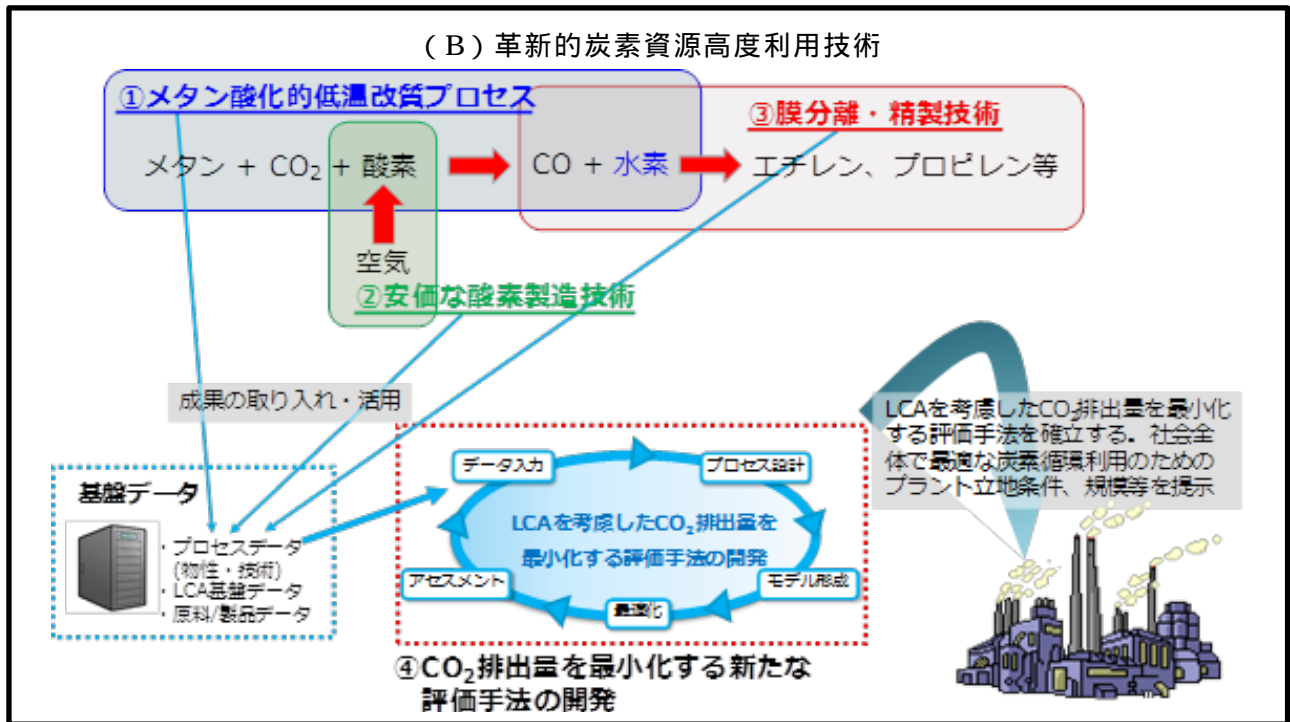 （B）革新的炭素資源高度利用技術
①メタン酸化的低温改質プロセス
③膜分離・精製技術
メタン + CO₂ + 酸素
CO + 水素
エチレン、プロピレン等
空気
②安価な酸素製造技術
成果の取り入れ・活用
LCAを考慮したCO₂排出量を最小化
する評価手法を確立する。社会全
体で最適な炭素循環利用のための
プラント立地条件、規模等を提示
基盤データ
・プロセスデータ
(物性・技術)
・LCA基盤データ
・原料/製品データ
データ入力
プロセス設計
LCAを考慮したCO₂排出量を
最小化する評価手法の開発
アセスメント
モデル形成
最適化
④CO₂排出量を最小化する新たな
評価手法の開発